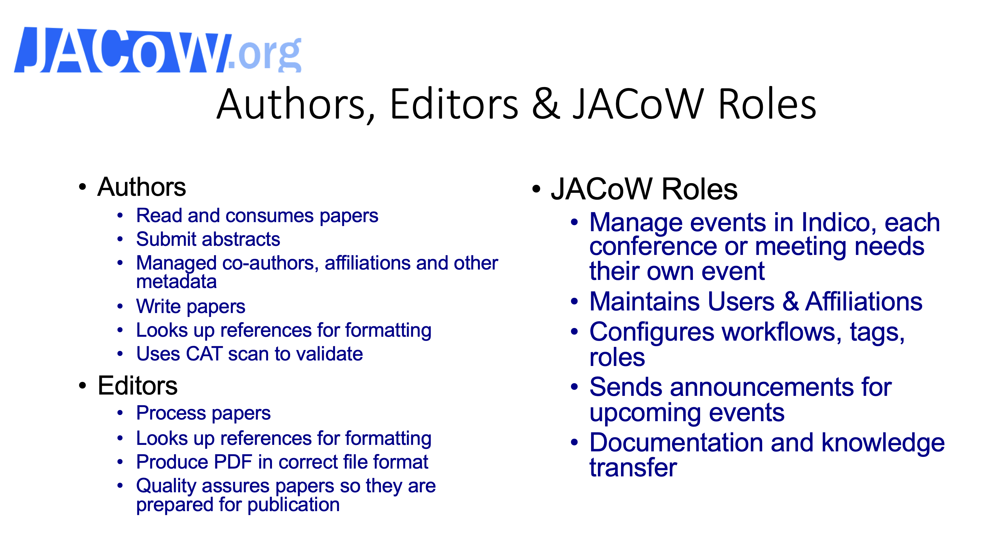 JACoW.org
Authors, Editors & JACoW Roles
• Authors
• Read and consumes papers
• Submit abstracts
• Managed co-authors, affiliations and other
metadata
• Write papers
• Looks up references for formatting
• Uses CAT scan to validate
• Editors
• Process papers
• Looks up references for formatting
• Produce PDF in correct file format
• Quality assures papers so they are
prepared for publication
• JACoW Roles
• Manage events in Indico, each
conference or meeting needs
their own event
• Maintains Users & Affiliations
• Configures workflows, tags,
roles
• Sends announcements for
upcoming events
• Documentation and knowledge
transfer